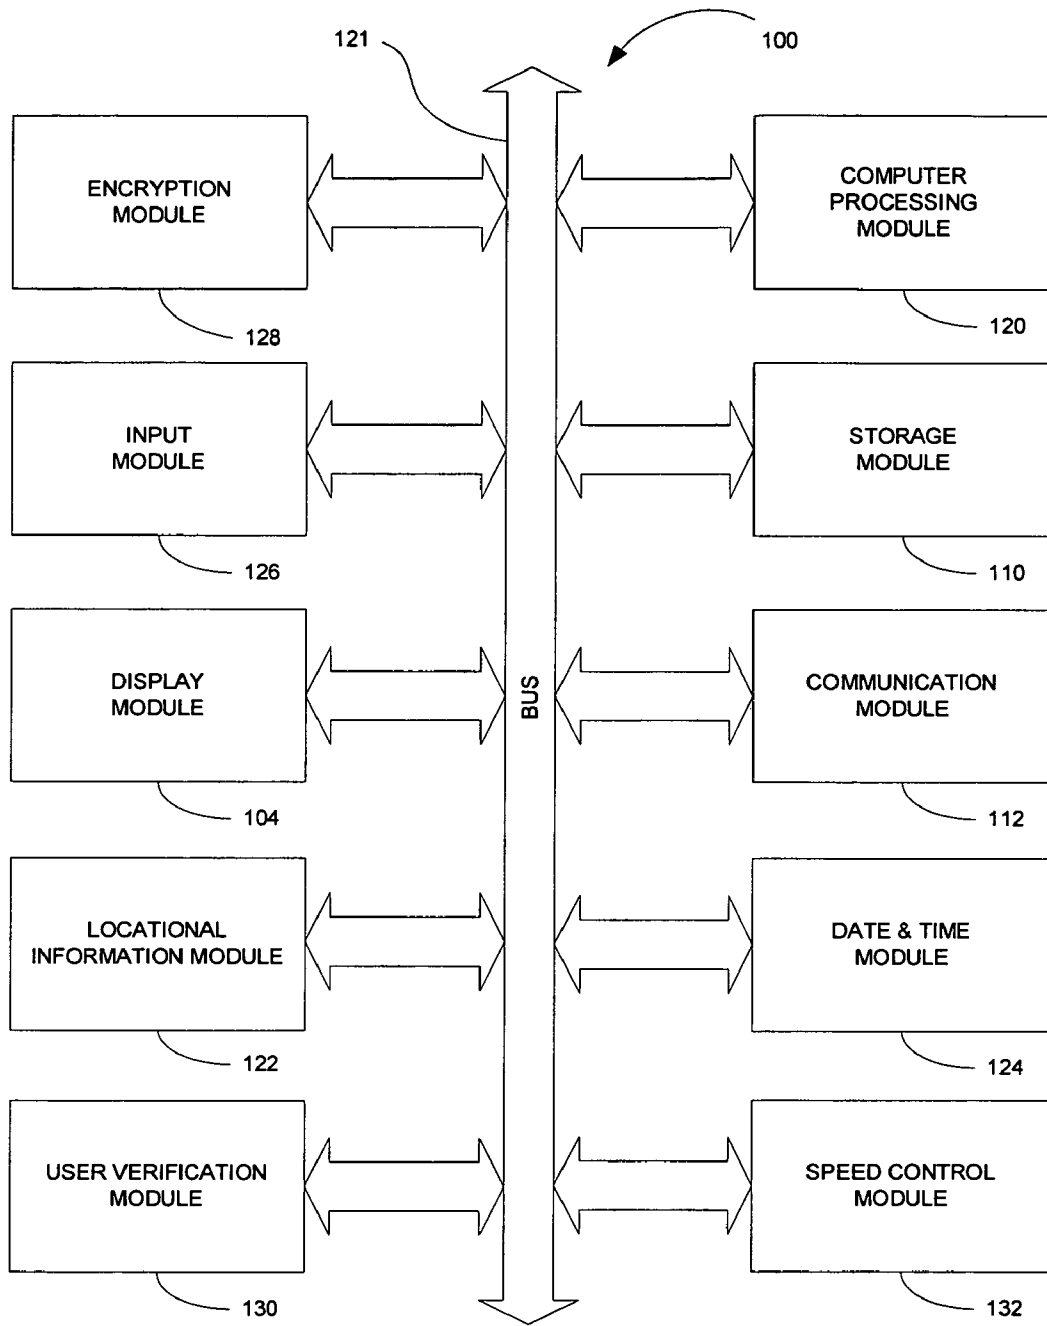 121
100
ENCRYPTION
MODULE
128
COMPUTER
PROCESSING
MODULE
120
INPUT
MODULE
126
STORAGE
MODULE
110
DISPLAY
MODULE
104
BUS
COMMUNICATION
MODULE
112
LOCATIONAL
INFORMATION MODULE
122
DATE & TIME
MODULE
124
USER VERIFICATION
MODULE
130
SPEED CONTROL
MODULE
132